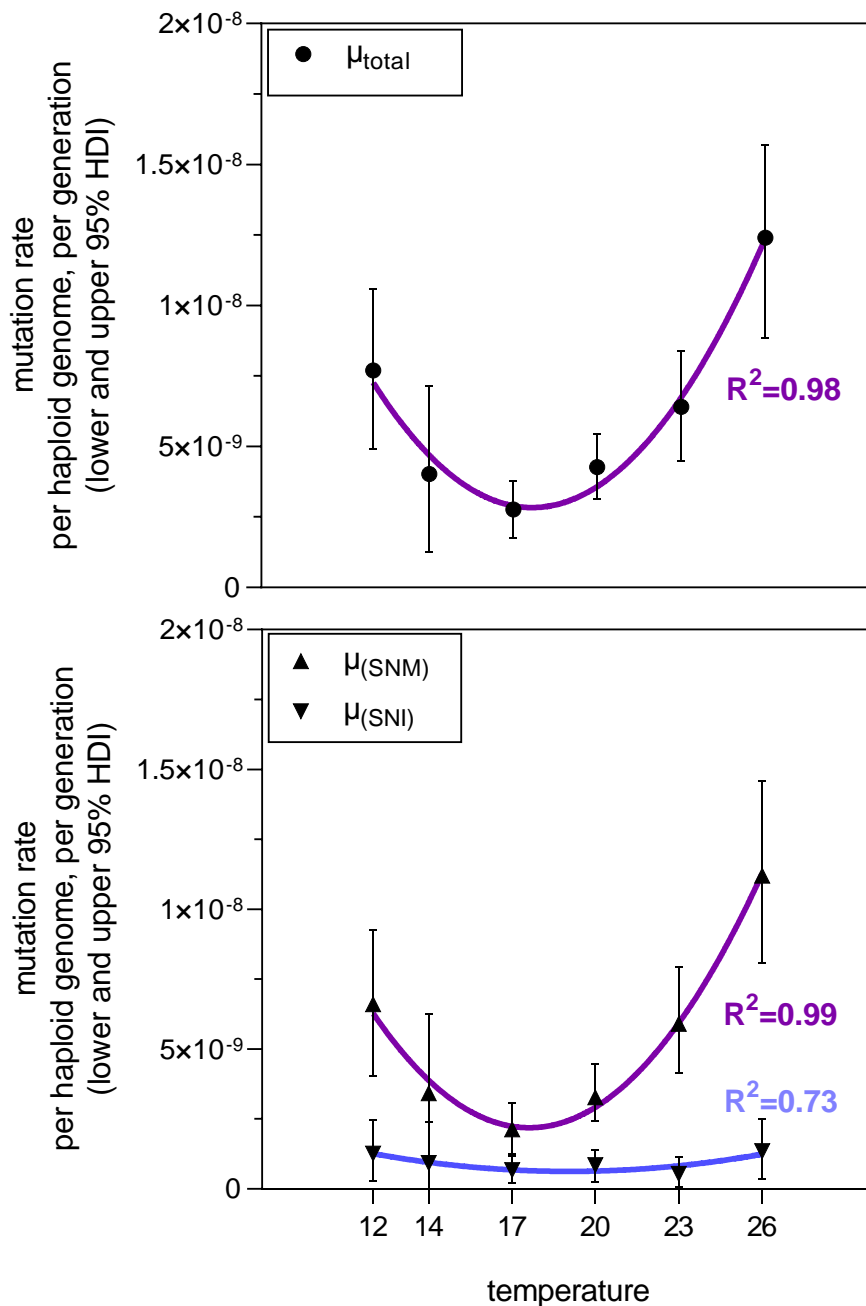 2×10⁻⁸
μtotal
1.5×10⁻⁸
1×10⁻⁸
5×10⁻⁹
0
mutation rate
per haploid genome, per generation
(lower and upper 95% HDI)
R²=0.98
2×10⁻⁸
μ(SNM)
μ(SNI)
1.5×10⁻⁸
1×10⁻⁸
5×10⁻⁹
0
mutation rate
per haploid genome, per generation
(lower and upper 95% HDI)
R²=0.99
R²=0.73
12 14 17 20 23 26
temperature